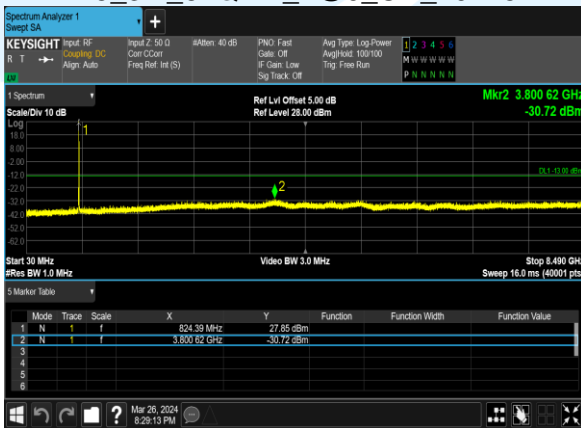 Spectrum Analyzer 1
Swept SA
+
KEYSIGHT
R T
LXI
Input: RF
Coupling: DC
Align: Auto
Input Z: 50 Ω
Corr CCorr
Freq Ref: Int (S)
#Atten: 40 dB
PNO: Fast
Gate: Off
IF Gain: Low
Sig Track: Off
Avg Type: Log-Power
Avg|Hold: 100/100
Trig: Free Run
1 2 3 4 5 6
M W W W W W
P N N N N N
1 Spectrum
Scale/Div 10 dB
Ref Lvl Offset 5.00 dB
Ref Level 28.00 dBm
Mkr2 3.800 62 GHz
-30.72 dBm
Log
18.0
8.00
-2.00
-12.0
-22.0
-32.0
-42.0
-52.0
-62.0
1
2
DL1 -13.00 dBm
Start 30 MHz
#Res BW 1.0 MHz
Video BW 3.0 MHz
Stop 8.490 GHz
Sweep 16.0 ms (40001 pts)
5 Marker Table
Mode Trace Scale X Y Function Function Width Function Value
1 N 1 f 824.39 MHz 27.85 dBm
2 N 1 f 3.800 62 GHz -30.72 dBm
3
4
5
6
?
Mar 26, 2024
8:29:13 PM